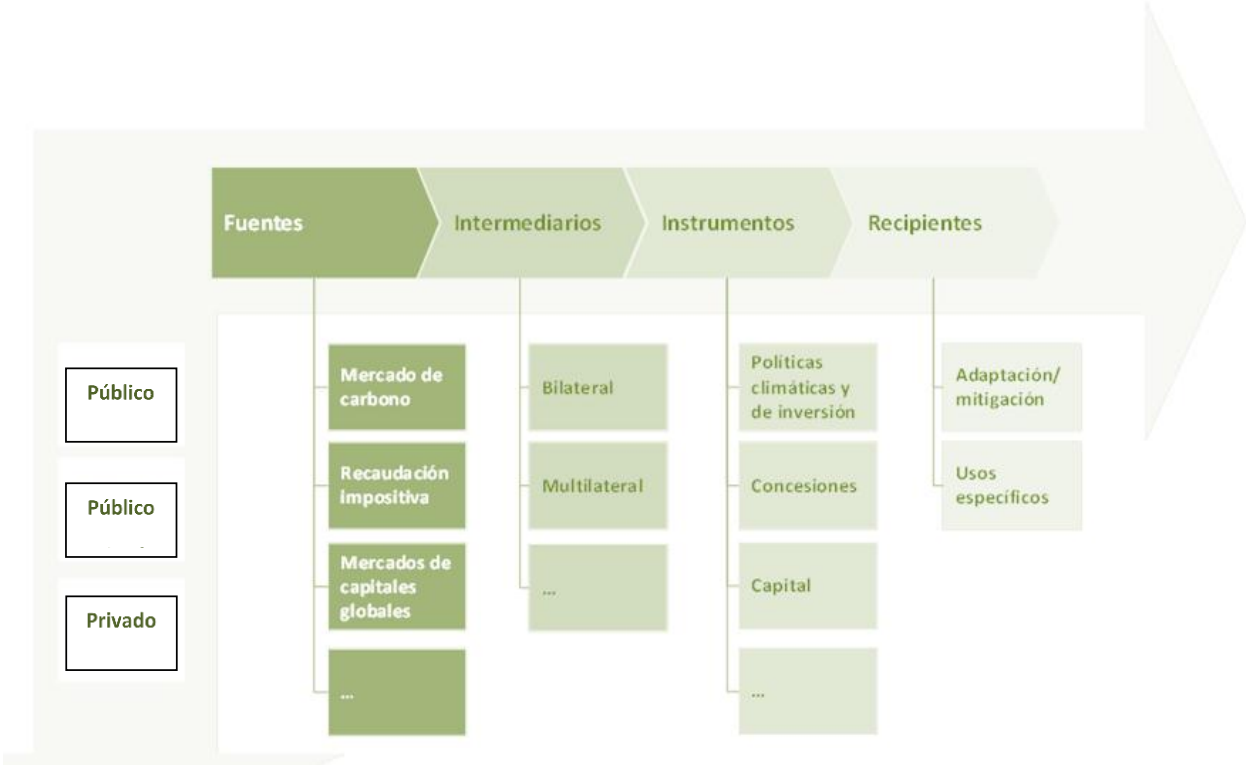 Fuentes
Intermediarios
Instrumentos
Recipientes
Público
Público
Privado
Mercado de
carbono
Recaudación
impositiva
Mercados de
capitales
globales
...
Bilateral
Multilateral
...
Políticas
climáticas y
de inversión
Concesiones
Capital
...
Adaptación/
mitigación
Usos
específicos